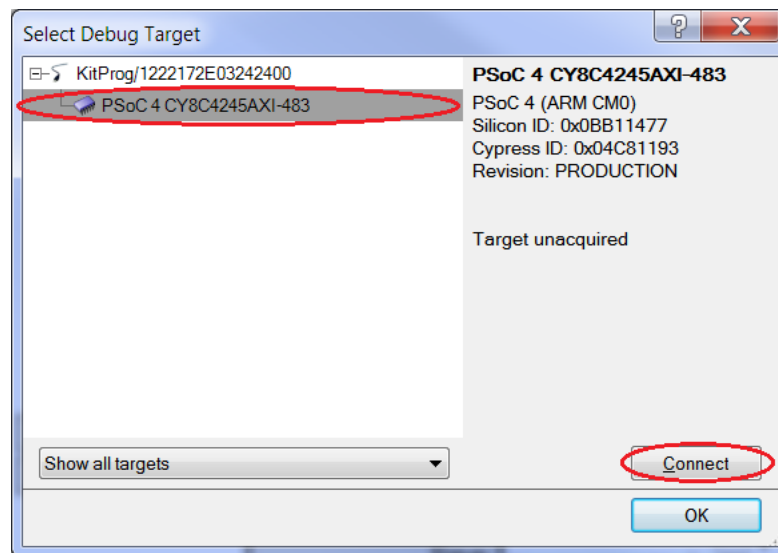 Select Debug Target
KitProg/1222172E03242400
PSoC 4 CY8C4245AXI-483
PSoC 4 CY8C4245AXI-483
PSoC 4 (ARM CM0)
Silicon ID: 0x0BB11477
Cypress ID: 0x04C81193
Revision: PRODUCTION
Target unacquired
Show all targets
Connect
OK